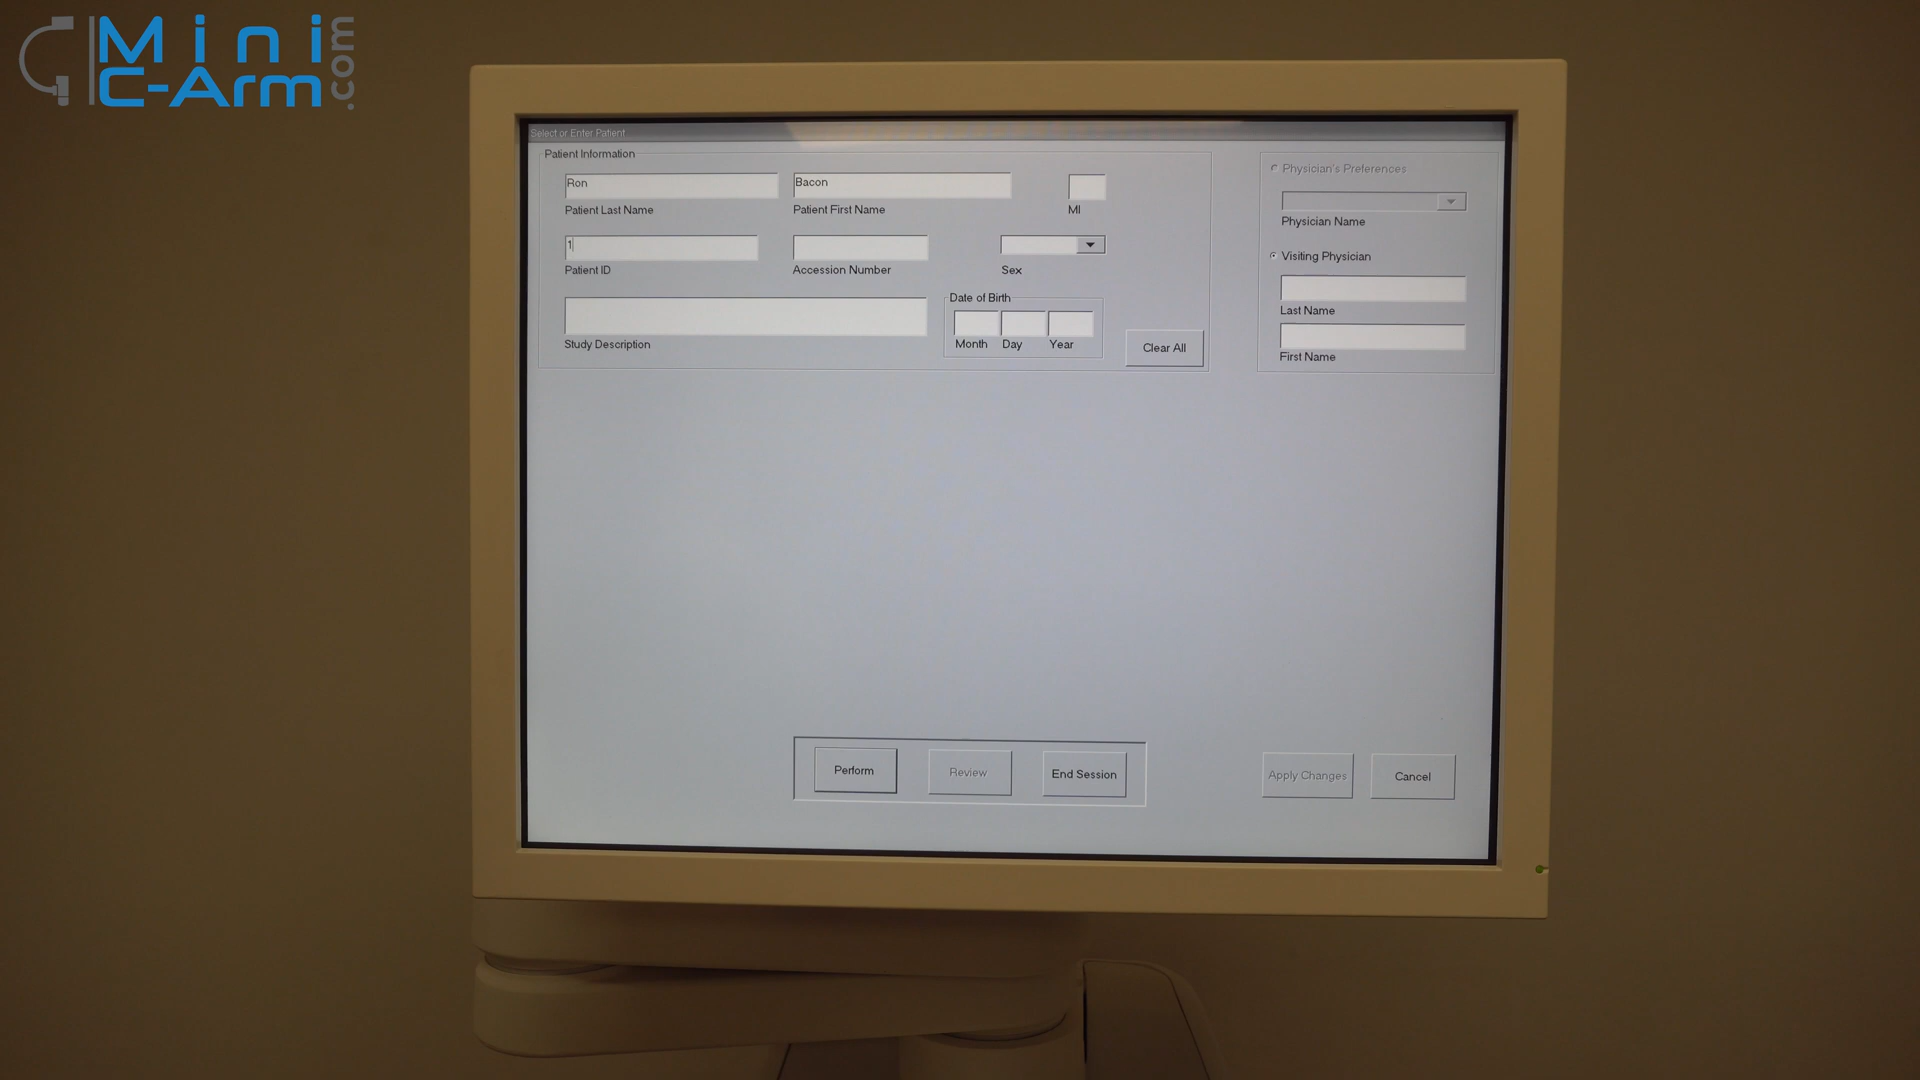 Mini
C-Arm
.com
Select or Enter Patient
Patient Information
Ron
Bacon
Patient Last Name
Patient First Name
MI
1
Patient ID
Accession Number
Sex
Study Description
Date of Birth
Month Day Year
Clear All
Physician's Preferences
Physician Name
Visiting Physician
Last Name
First Name
Perform
Review
End Session
Apply Changes
Cancel